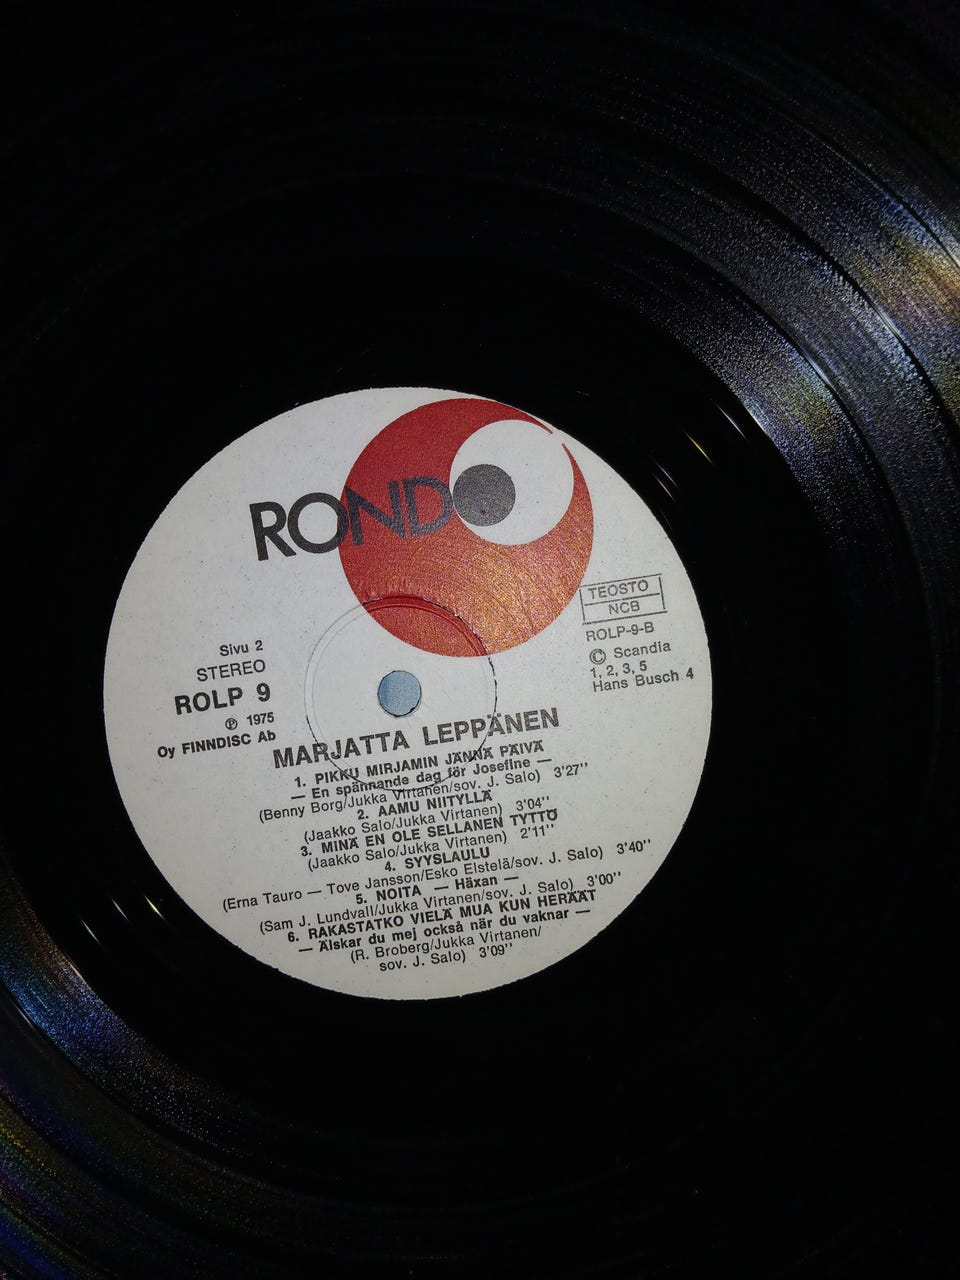 RONDO
TEOSTO
NCB
ROLP-9-B
© Scandia
1, 2, 3, 5
Hans Busch 4
Sivu 2
STEREO
ROLP 9
℗ 1975
Oy FINNDISC Ab
MARJATTA LEPPÄNEN
1. PIKKU MIRJAMIN JÄNNÄ PÄIVÄ
— En spännande dag för Josefine —
(Benny Borg/Jukka Virtanen/sov. J. Salo) 3'27''
2. AAMU NIITYLLÄ
(Jaakko Salo/Jukka Virtanen) 3'04''
3. MINÄ EN OLE SELLANEN TYTTÖ
(Jaakko Salo/Jukka Virtanen) 2'11''
4. SYYSLAULU
(Erna Tauro — Tove Jansson/Esko Elstelä/sov. J. Salo) 3'40''
5. NOITA — Häxan —
(Sam J. Lundvall/Jukka Virtanen/sov. J. Salo) 3'00''
6. RAKASTATKO VIELÄ MUA KUN HERÄÄT
— Älskar du mej också när du vaknar —
(R. Broberg/Jukka Virtanen/
sov. J. Salo) 3'09''